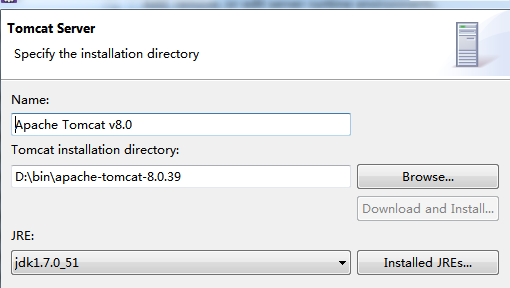 Tomcat Server
Specify the installation directory
Name:
Apache Tomcat v8.0
Tomcat installation directory:
D:\bin\apache-tomcat-8.0.39
Browse...
Download and Install...
JRE:
jdk1.7.0_51
Installed JREs...